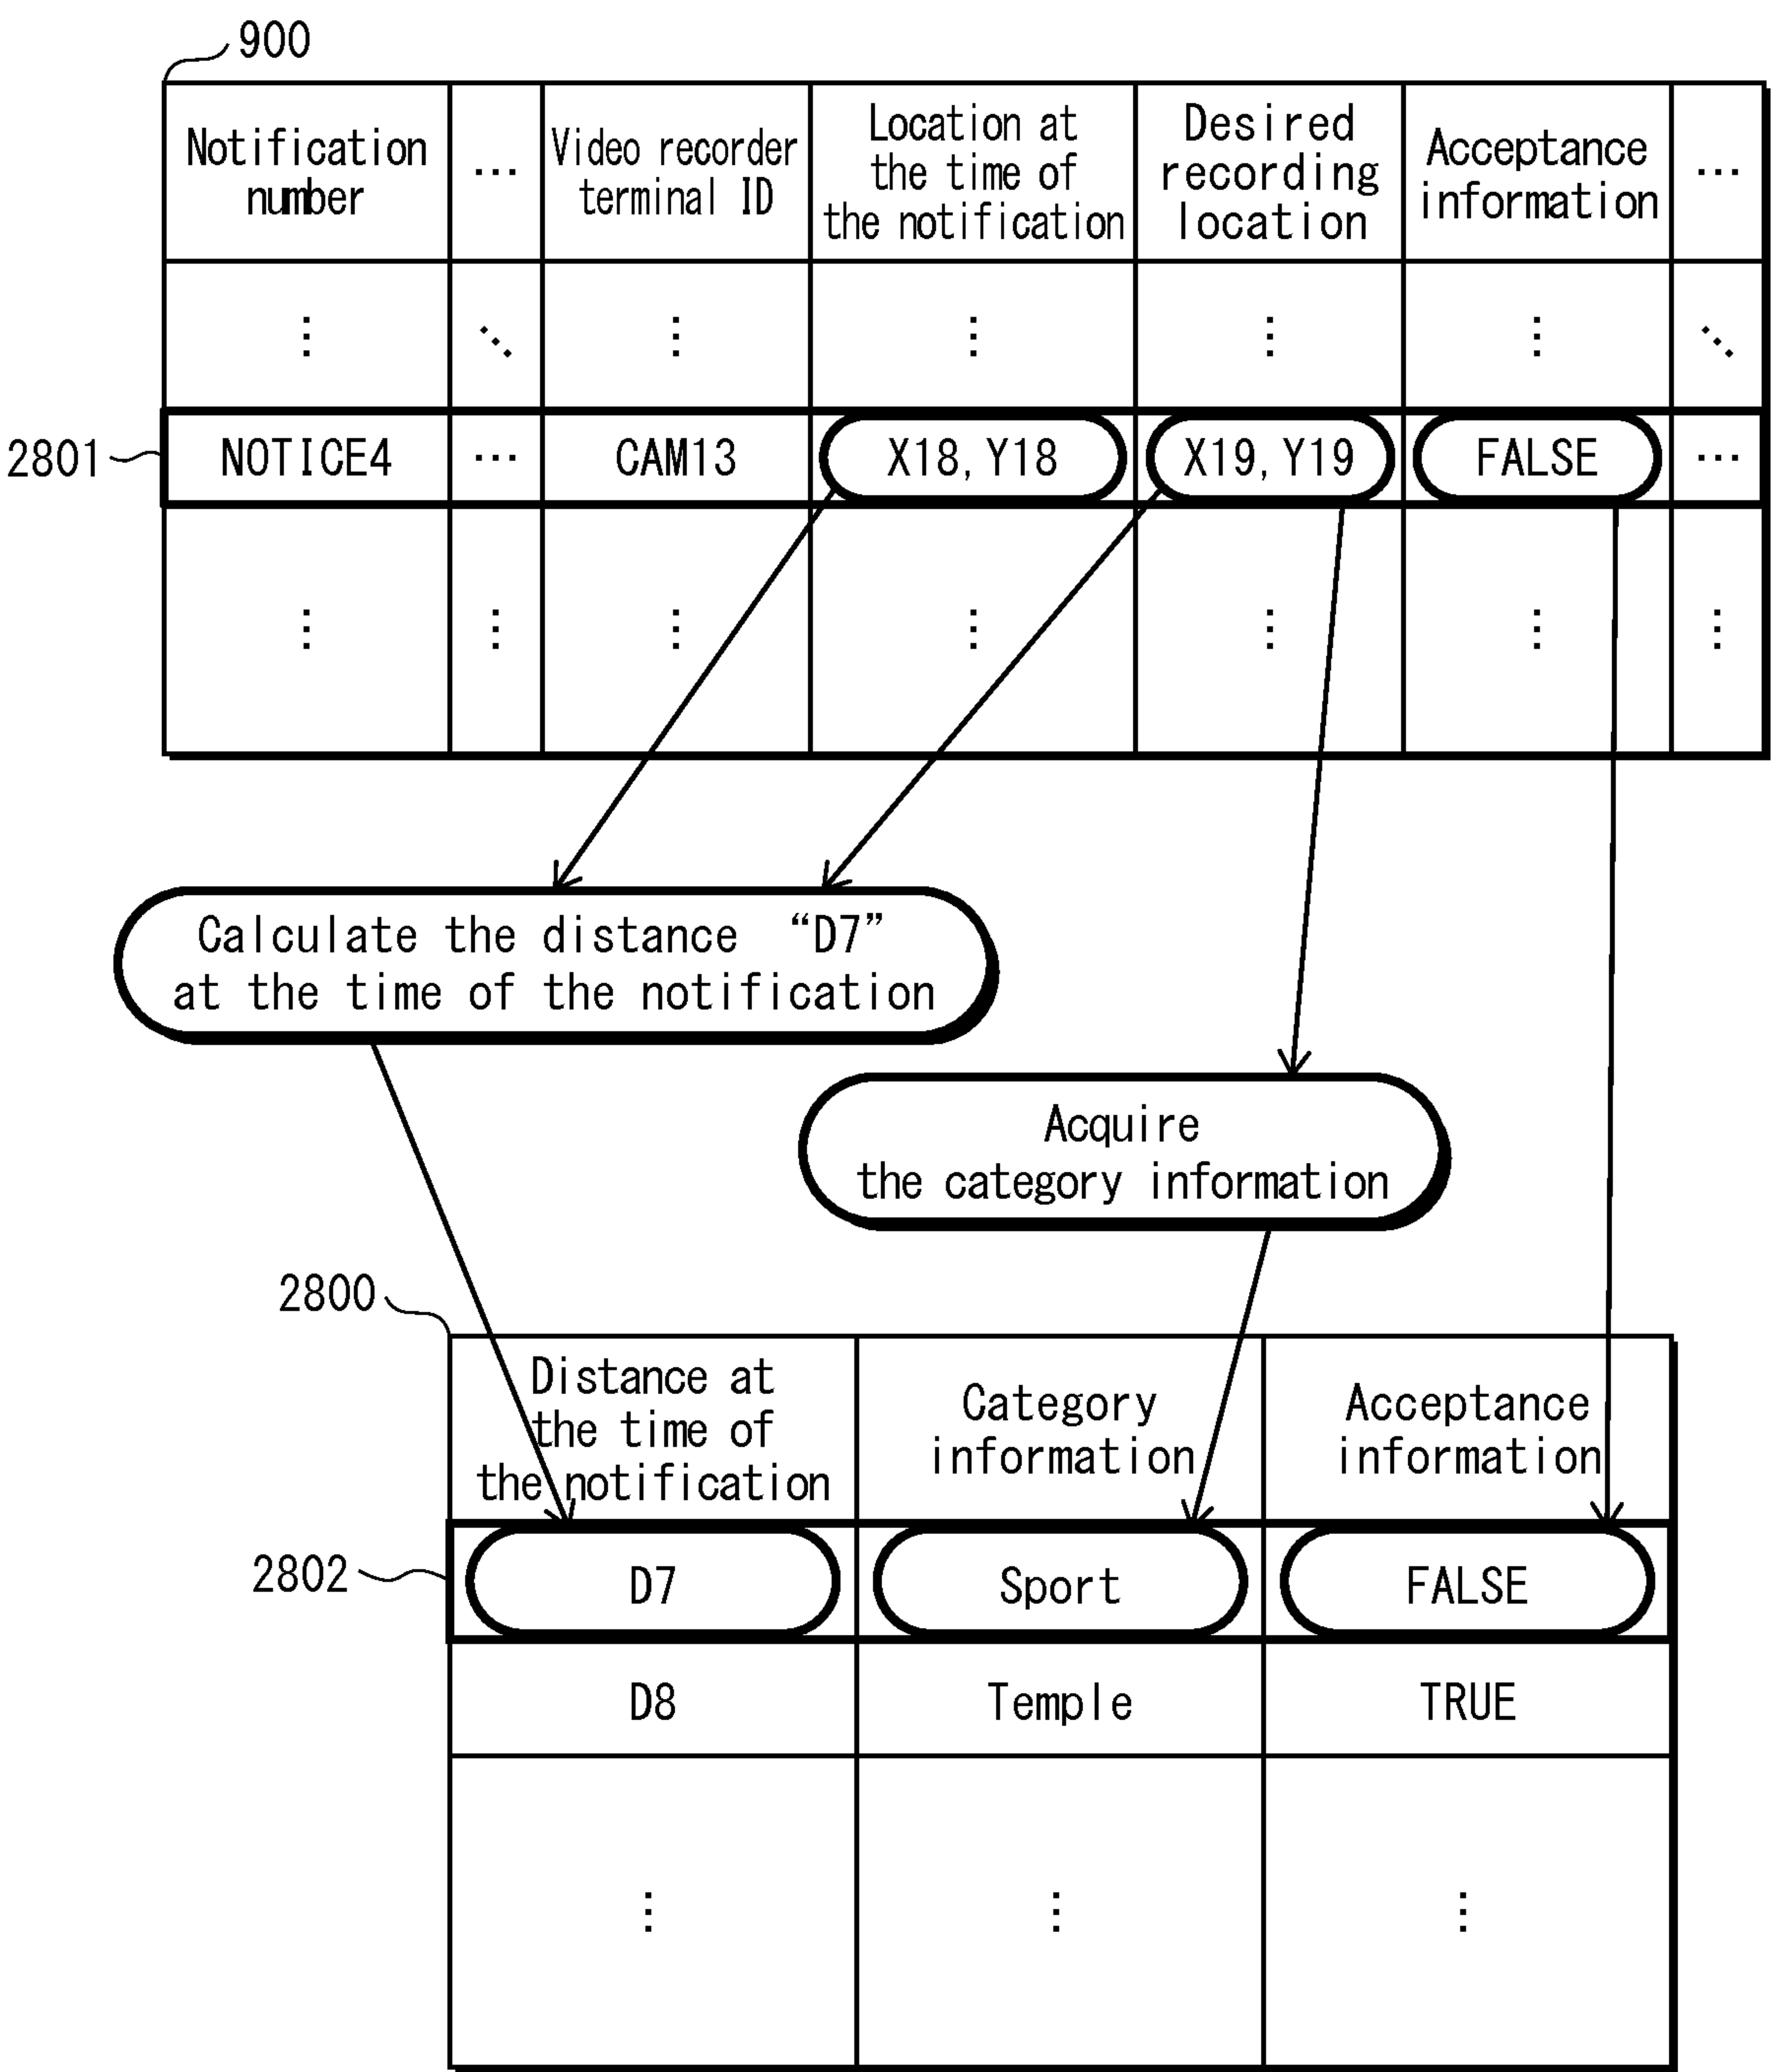 900
Notification
number
...
Video recorder
terminal ID
Location at
the time of
the notification
Desired
recording
location
Acceptance
information
...
2801
NOTICE4
...
CAM13
X18, Y18
X19, Y19
FALSE
...
Calculate the distance “D7”
at the time of the notification
Acquire
the category information
2800
Distance at
the time of
the notification
Category
information
Acceptance
information
2802
D7
Sport
FALSE
D8
Temple
TRUE